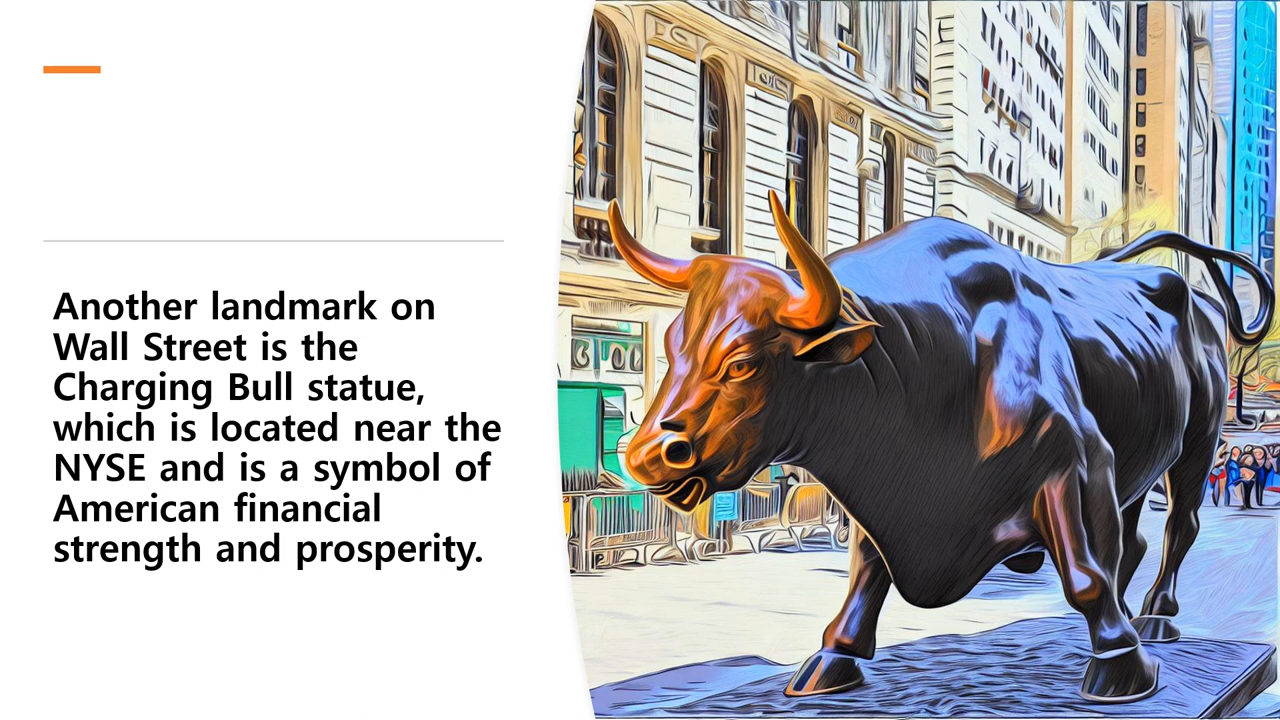 Another landmark on
Wall Street is the
Charging Bull statue,
which is located near the
NYSE and is a symbol of
American financial
strength and prosperity.